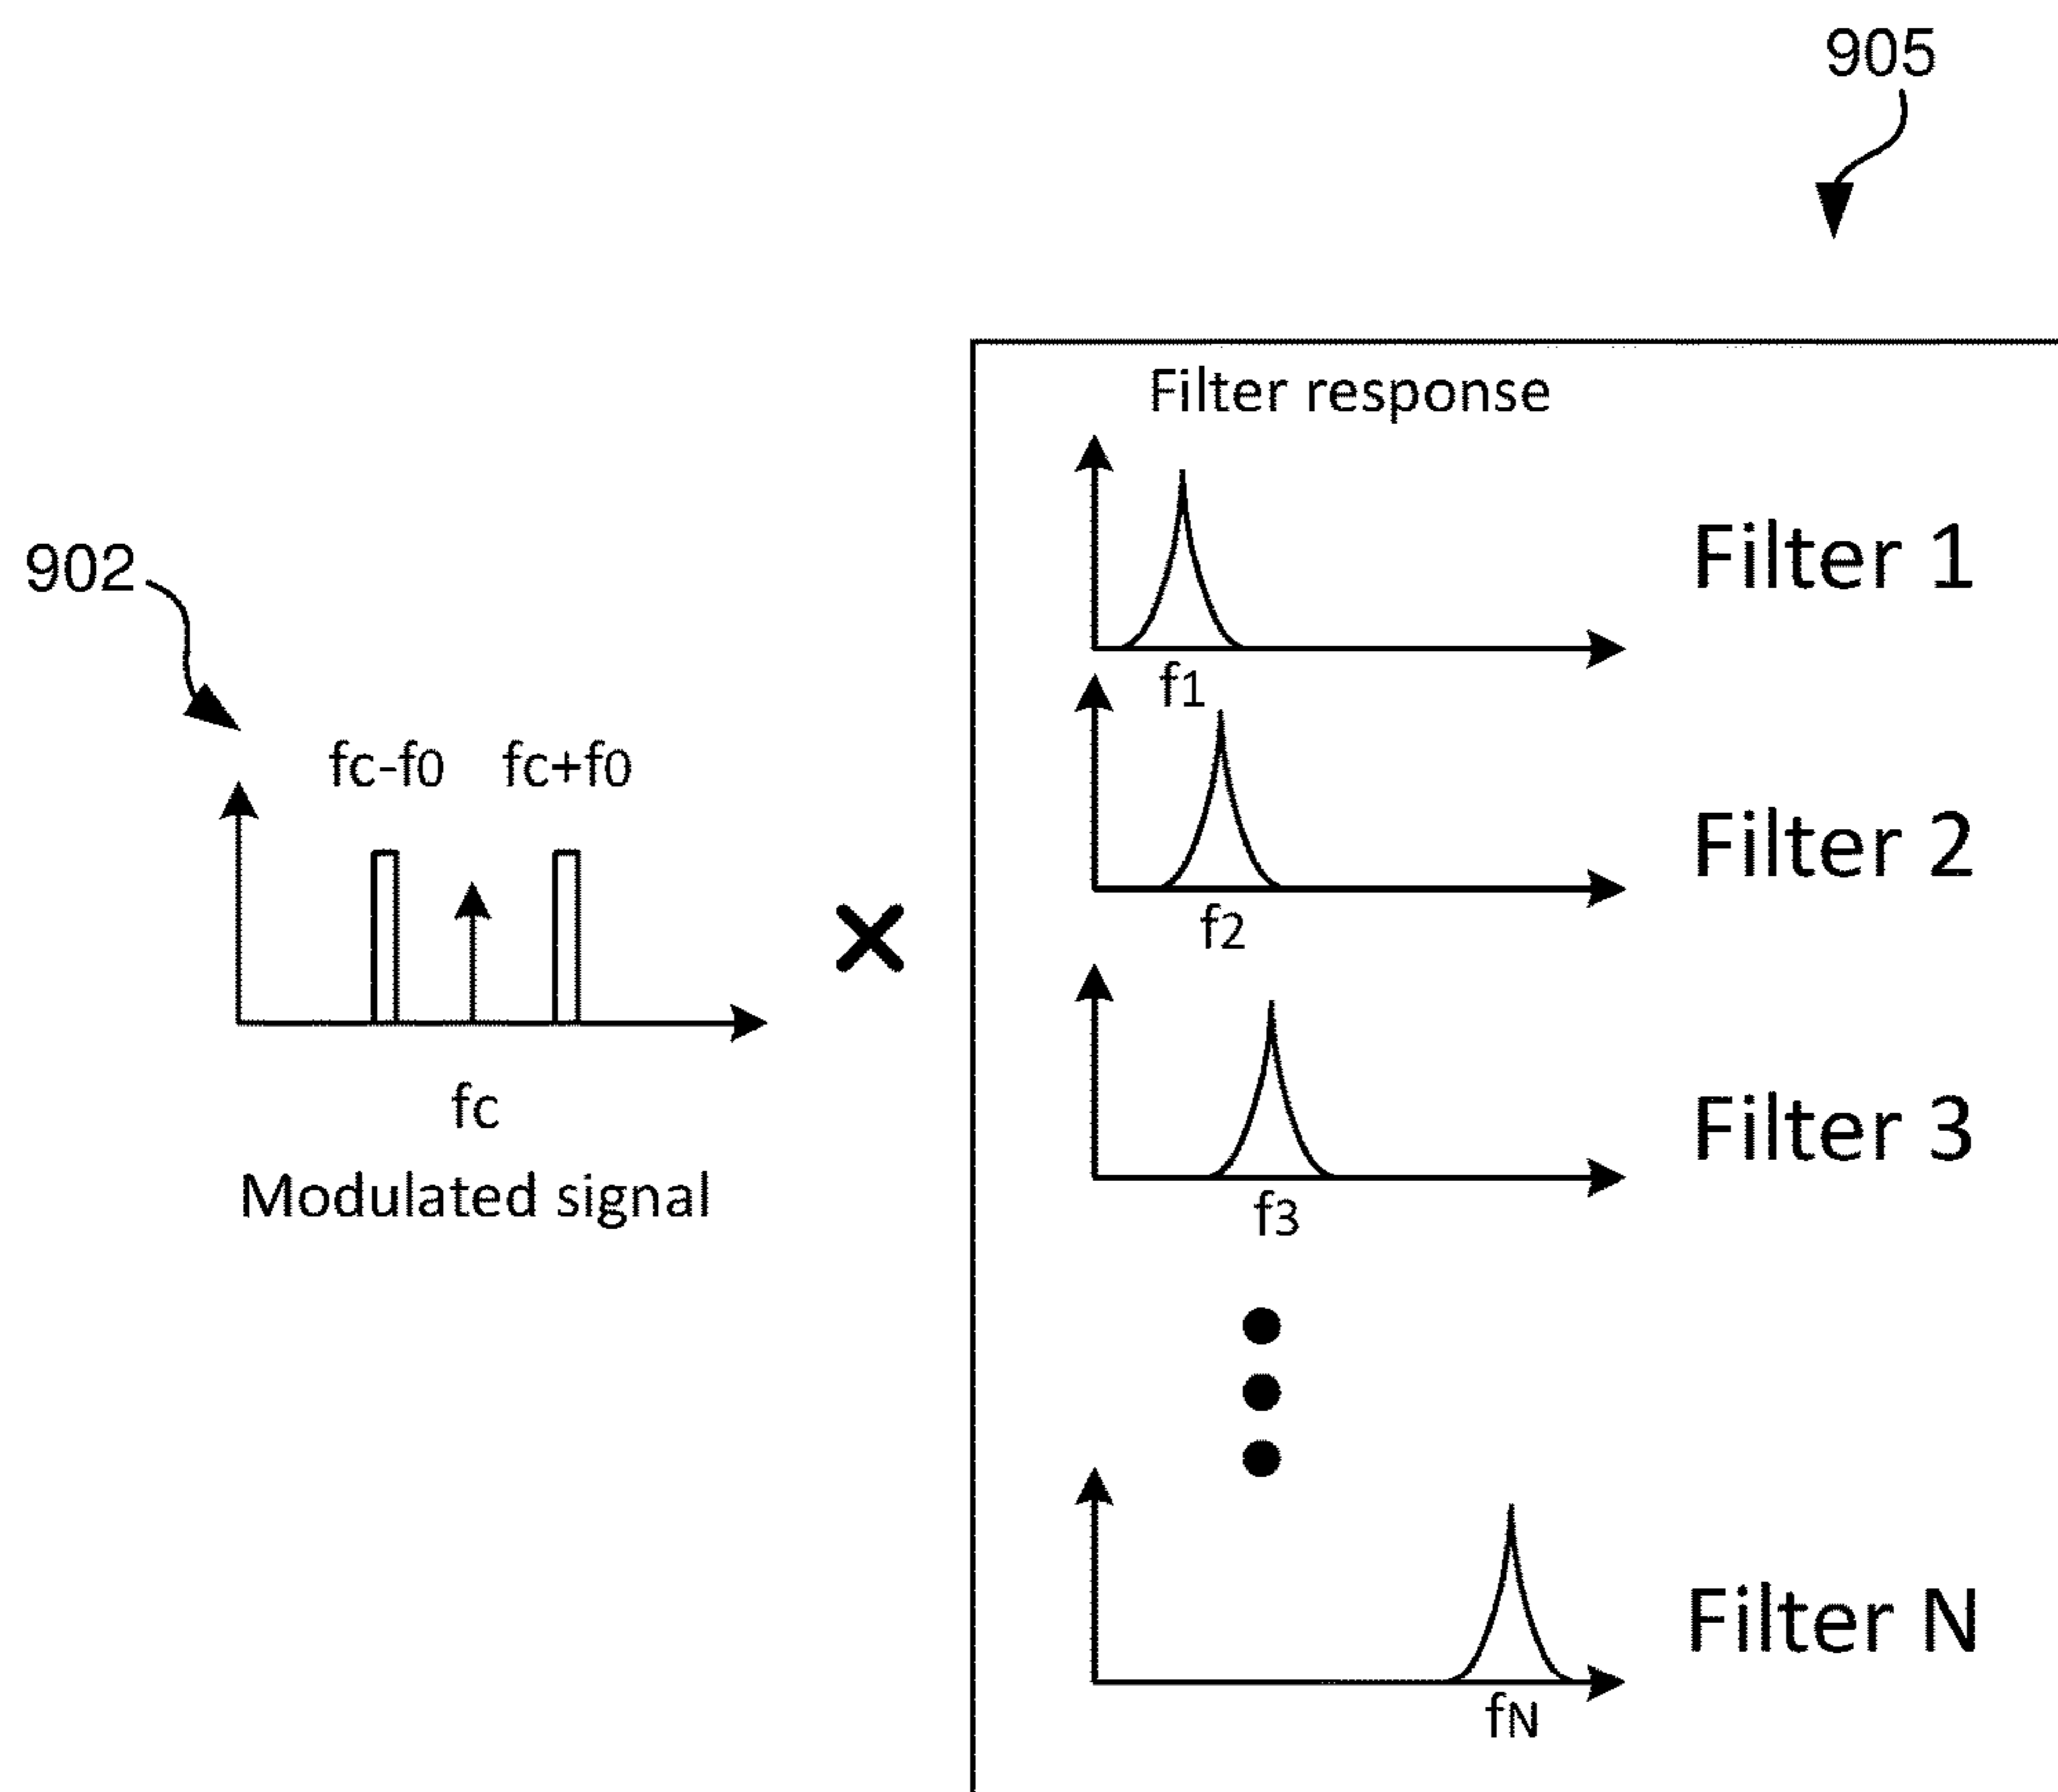 905
Filter response
Filter 1
f1
902
fc-f0 fc+f0
Filter 2
f2
fc
Modulated signal
Filter 3
f3
Filter N
fN